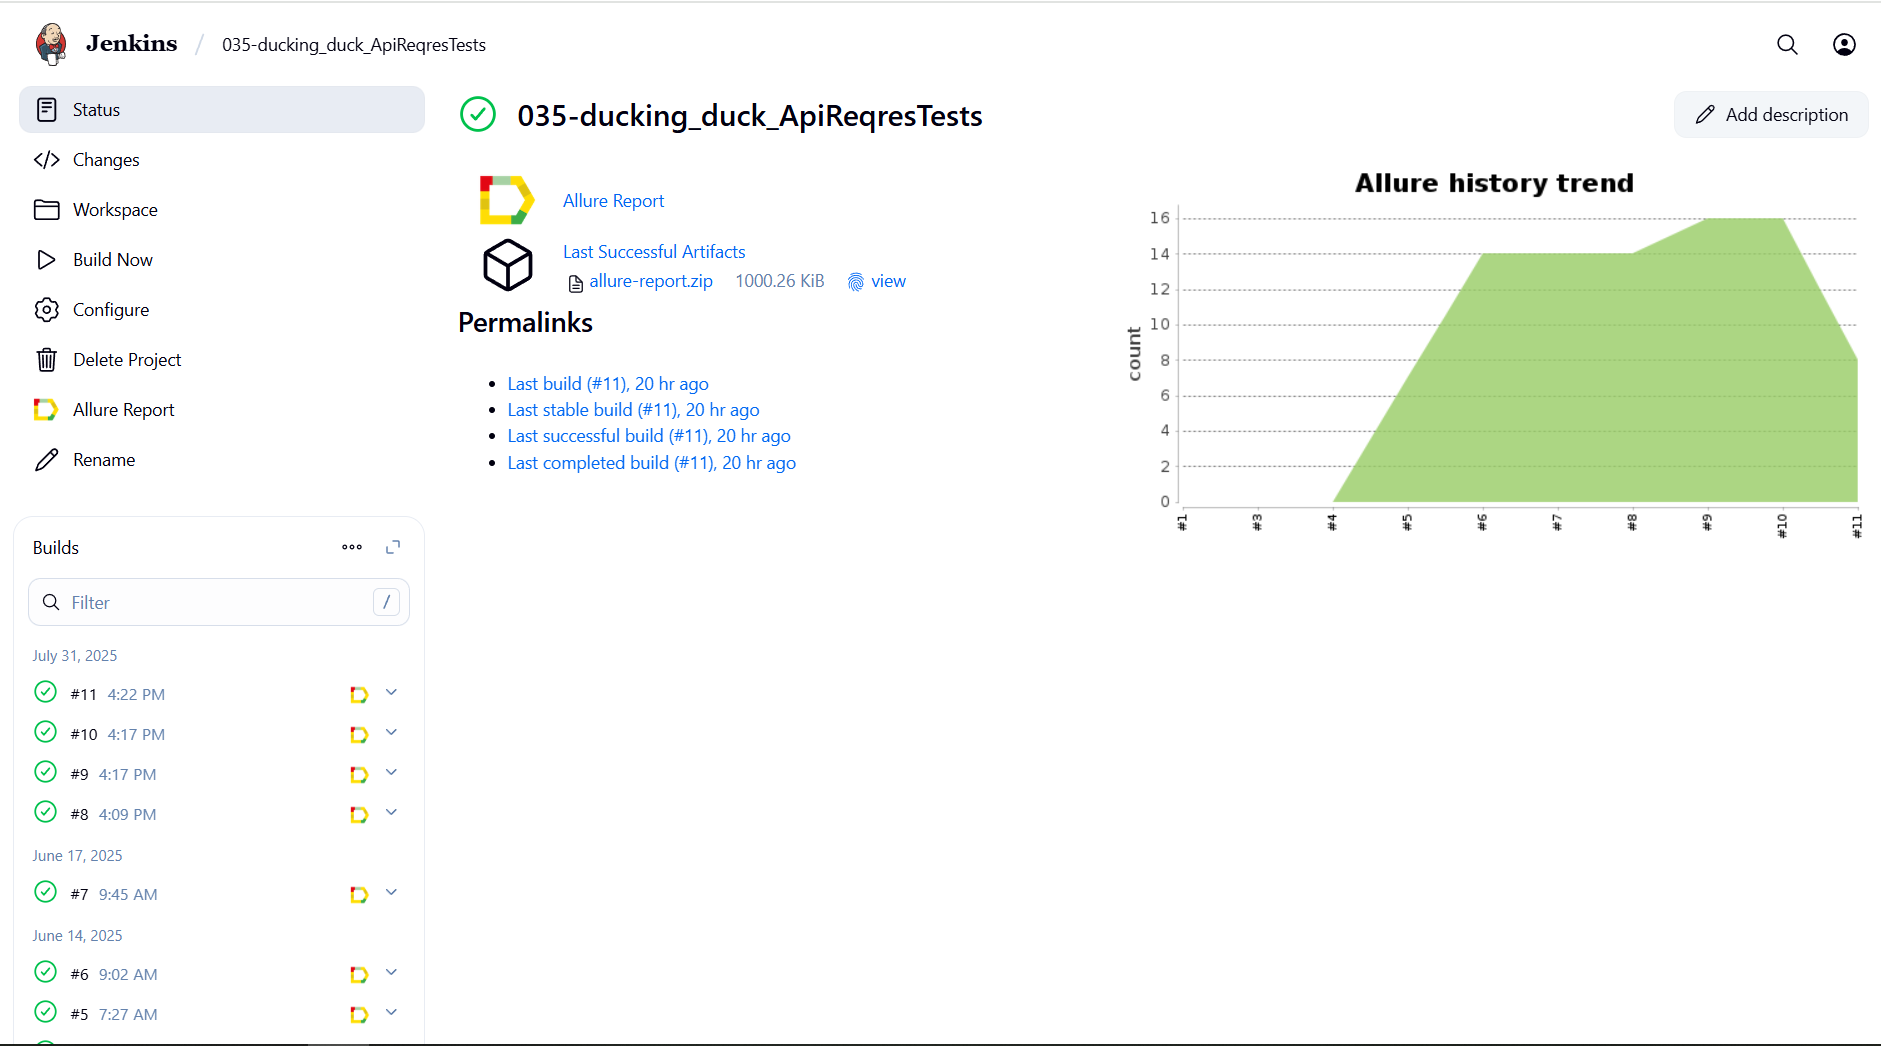 Jenkins / 035-ducking_duck_ApiReqresTests
Status
Changes
Workspace
Build Now
Configure
Delete Project
Allure Report
Rename
Builds
Filter /
July 31, 2025
#11 4:22 PM
#10 4:17 PM
#9 4:17 PM
#8 4:09 PM
June 17, 2025
#7 9:45 AM
June 14, 2025
#6 9:02 AM
#5 7:27 AM
035-ducking_duck_ApiReqresTests
Add description
Allure Report
Last Successful Artifacts
allure-report.zip 1000.26 KiB view
Permalinks
Last build (#11), 20 hr ago
Last stable build (#11), 20 hr ago
Last successful build (#11), 20 hr ago
Last completed build (#11), 20 hr ago
Allure history trend
count
16
14
12
10
8
6
4
2
0
#1 #3 #4 #5 #6 #7 #8 #9 #10 #11